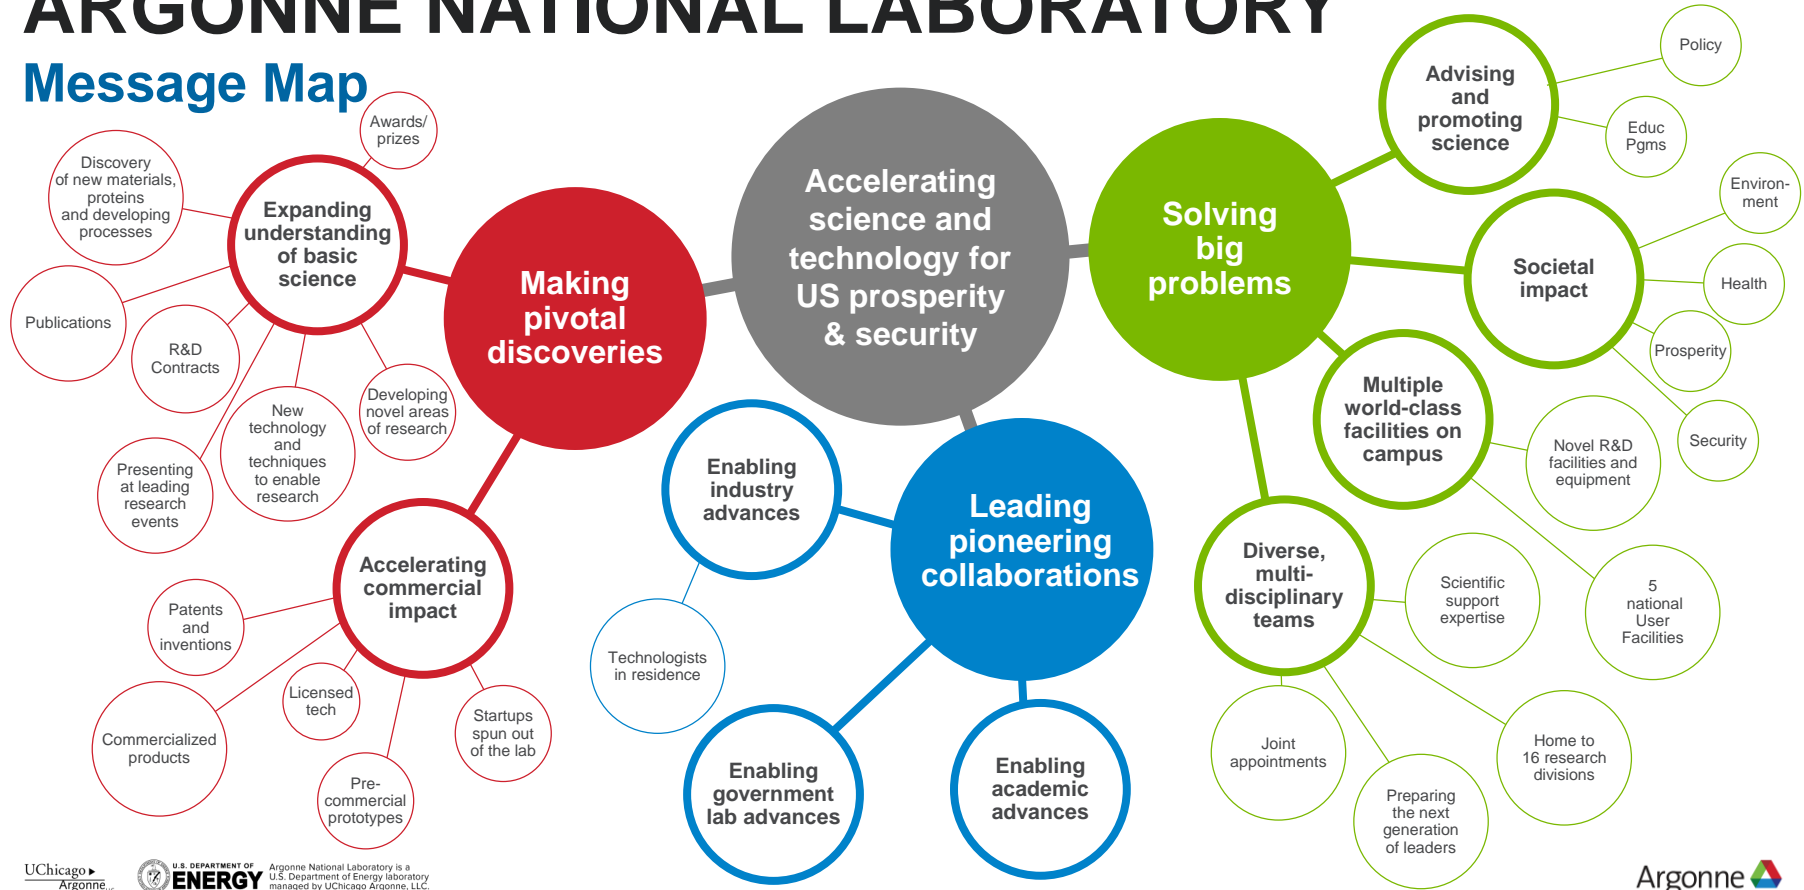 ARGONNE NATIONAL LABORATORY
Message Map
Awards/
prizes
Discovery
of new materials,
proteins
and developing
processes
Expanding
understanding
of basic
science
Publications
R&D
Contracts
Presenting
at leading
research
events
New
technology
and
techniques
to enable
research
Developing
novel areas
of research
Making
pivotal
discoveries
Accelerating
commercial
impact
Patents
and
inventions
Commercialized
products
Licensed
tech
Pre-
commercial
prototypes
Startups
spun out
of the lab
Accelerating
science and
technology for
US prosperity
& security
Enabling
industry
advances
Technologists
in residence
Leading
pioneering
collaborations
Enabling
government
lab advances
Enabling
academic
advances
Solving
big
problems
Advising
and
promoting
science
Policy
Educ
Pgms
Societal
impact
Environ-
ment
Health
Prosperity
Security
Multiple
world-class
facilities on
campus
Novel R&D
facilities and
equipment
5
national
User
Facilities
Diverse,
multi-
disciplinary
teams
Scientific
support
expertise
Home to
16 research
divisions
Preparing
the next
generation
of leaders
Joint
appointments
UChicago
Argonne
U.S. DEPARTMENT OF
ENERGY
Argonne National Laboratory is a
U.S. Department of Energy laboratory
managed by UChicago Argonne, LLC.
Argonne